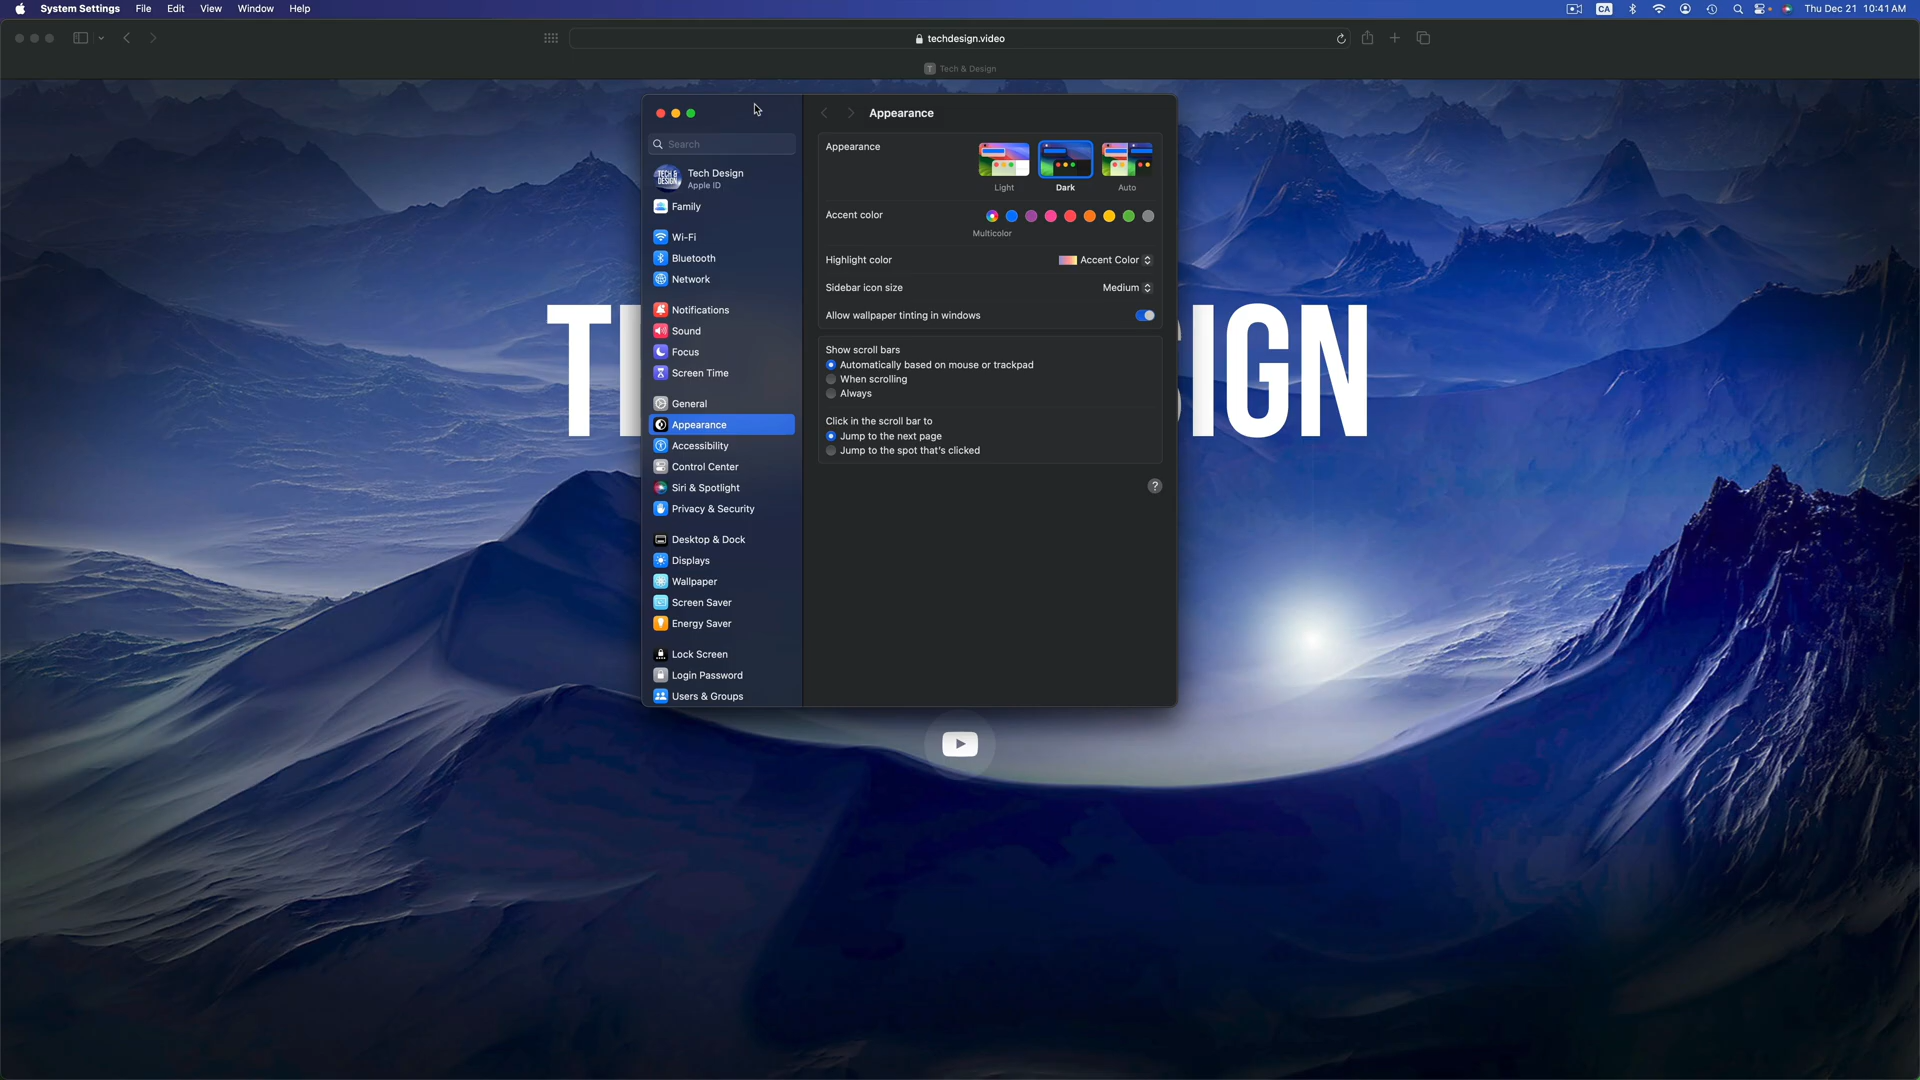 System Settings File Edit View Window Help
CA Thu Dec 21 10:41 AM
techdesign.video
T Tech & Design
Appearance
Search
TECH &
DESIGN
Tech Design
Apple ID
Family
Wi-Fi
Bluetooth
Network
Notifications
Sound
Focus
Screen Time
General
Appearance
Accessibility
Control Center
Siri & Spotlight
Privacy & Security
Desktop & Dock
Displays
Wallpaper
Screen Saver
Energy Saver
Lock Screen
Login Password
Users & Groups
Appearance
Light Dark Auto
Accent color
Multicolor
Highlight color Accent Color
Sidebar icon size Medium
Allow wallpaper tinting in windows
Show scroll bars
Automatically based on mouse or trackpad
When scrolling
Always
Click in the scroll bar to
Jump to the next page
Jump to the spot that's clicked
?
IGN